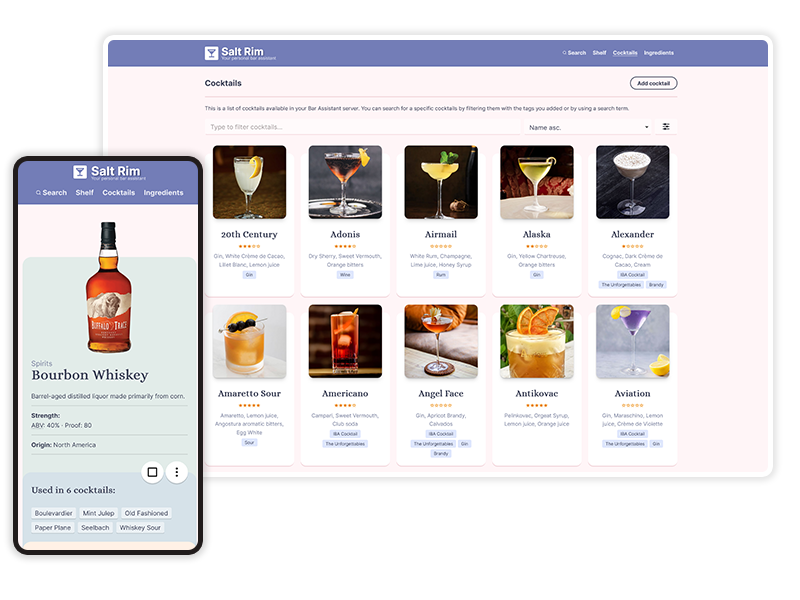 Salt Rim
Your personal bar assistant
Search Shelf Cocktails Ingredients
Cocktails
Add cocktail
This is a list of cocktails available in your Bar Assistant server. You can search for a specific cocktails by filtering them with the tags you added or by using a search term.
Type to filter cocktails...
Name asc.
20th Century
Gin, White Crème de Cacao,
Lillet Blanc, Lemon juice
Gin
Adonis
Dry Sherry, Sweet Vermouth,
Orange bitters
Wine
Airmail
White Rum, Champagne,
Lime juice, Honey Syrup
Rum
Alaska
Gin, Yellow Chartreuse,
Orange bitters
Gin
Alexander
Cognac, Dark Crème de
Cacao, Cream
IBA Cocktail
The Unforgettables Brandy
Amaretto Sour
Amaretto, Lemon juice,
Angostura aromatic bitters,
Egg White
Sour
Americano
Campari, Sweet Vermouth,
Club soda
IBA Cocktail
The Unforgettables
Angel Face
Gin, Apricot Brandy,
Calvados
IBA Cocktail
The Unforgettables Gin
Brandy
Antikovac
Pelinkovac, Orgeat Syrup,
Lemon juice, Orange juice
Aviation
Gin, Maraschino, Lemon
juice, Crème de Violette
IBA Cocktail
The Unforgettables Gin
Salt Rim
Your personal bar assistant
Search Shelf Cocktails Ingredients
BUFFALO TRACE
Spirits
Bourbon Whiskey
Barrel-aged distilled liquor made primarily from corn.
Strength:
ABV: 40% · Proof: 80
Origin: North America
Used in 6 cocktails:
Boulevardier Mint Julep Old Fashioned
Paper Plane Seelbach Whiskey Sour